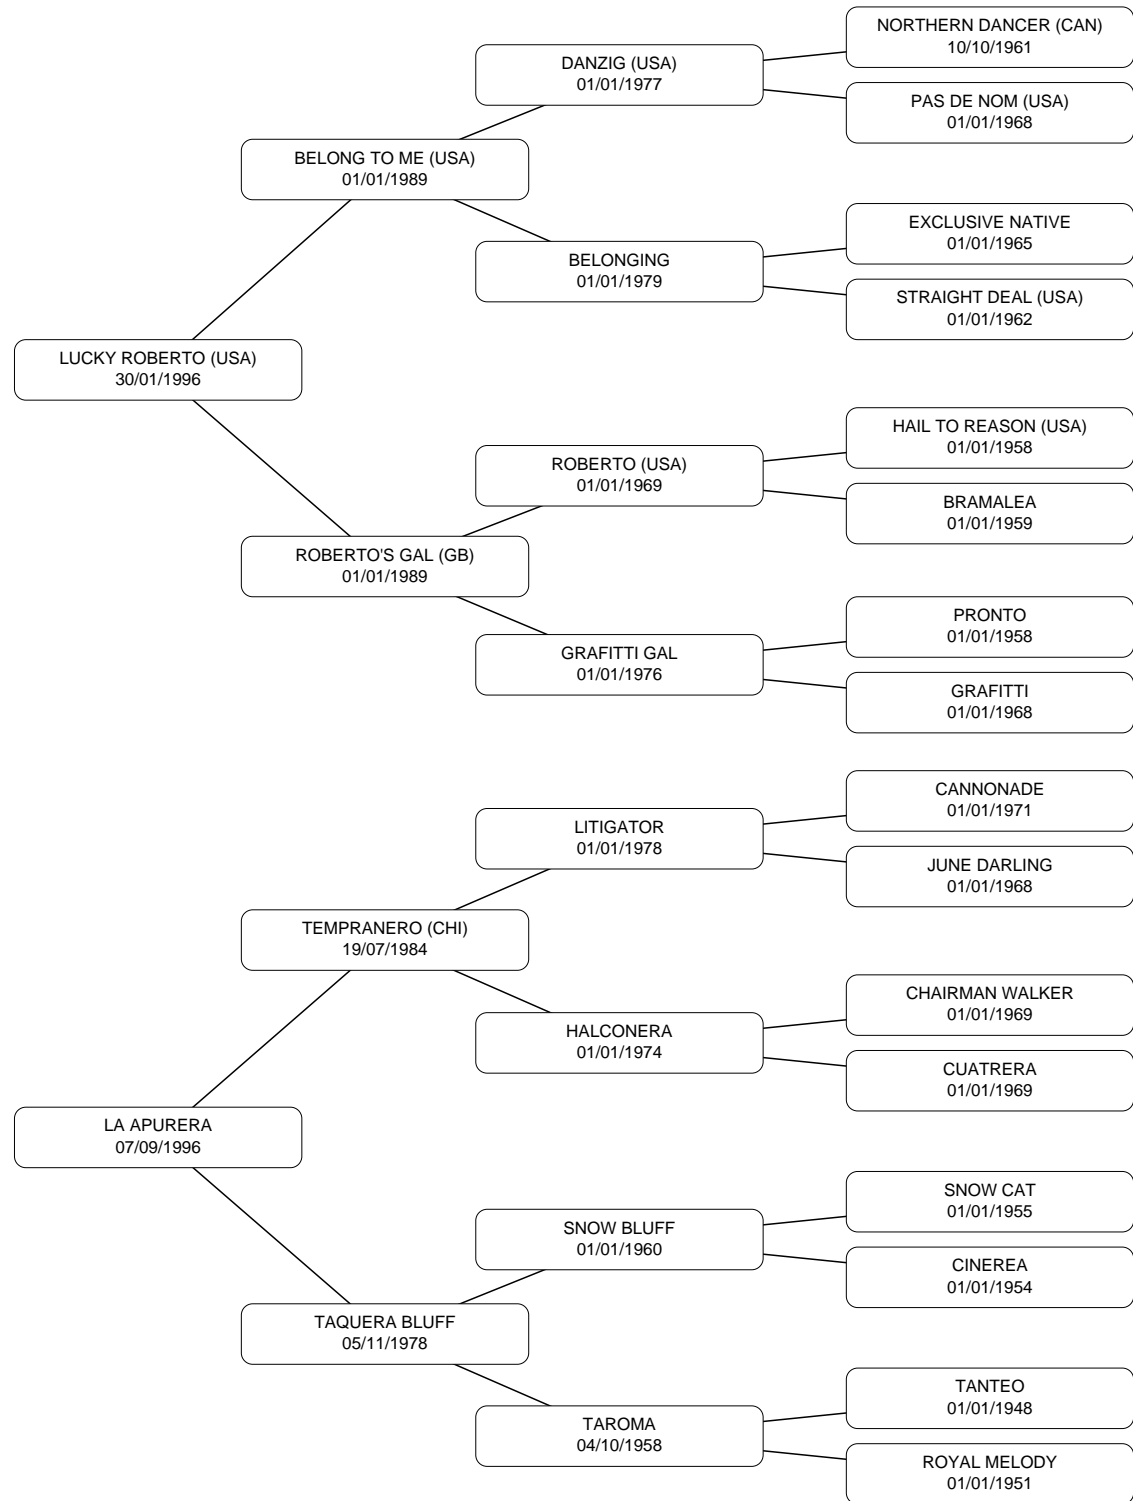 NORTHERN DANCER (CAN)
10/10/1961
DANZIG (USA)
01/01/1977
PAS DE NOM (USA)
01/01/1968
BELONG TO ME (USA)
01/01/1989
EXCLUSIVE NATIVE
01/01/1965
BELONGING
01/01/1979
STRAIGHT DEAL (USA)
01/01/1962
LUCKY ROBERTO (USA)
30/01/1996
HAIL TO REASON (USA)
01/01/1958
ROBERTO (USA)
01/01/1969
BRAMALEA
01/01/1959
ROBERTO'S GAL (GB)
01/01/1989
PRONTO
01/01/1958
GRAFITTI GAL
01/01/1976
GRAFITTI
01/01/1968
CANNONADE
01/01/1971
LITIGATOR
01/01/1978
JUNE DARLING
01/01/1968
TEMPRANERO (CHI)
19/07/1984
CHAIRMAN WALKER
01/01/1969
HALCONERA
01/01/1974
CUATRERA
01/01/1969
LA APURERA
07/09/1996
SNOW CAT
01/01/1955
SNOW BLUFF
01/01/1960
CINEREA
01/01/1954
TAQUERA BLUFF
05/11/1978
TANTEO
01/01/1948
TAROMA
04/10/1958
ROYAL MELODY
01/01/1951